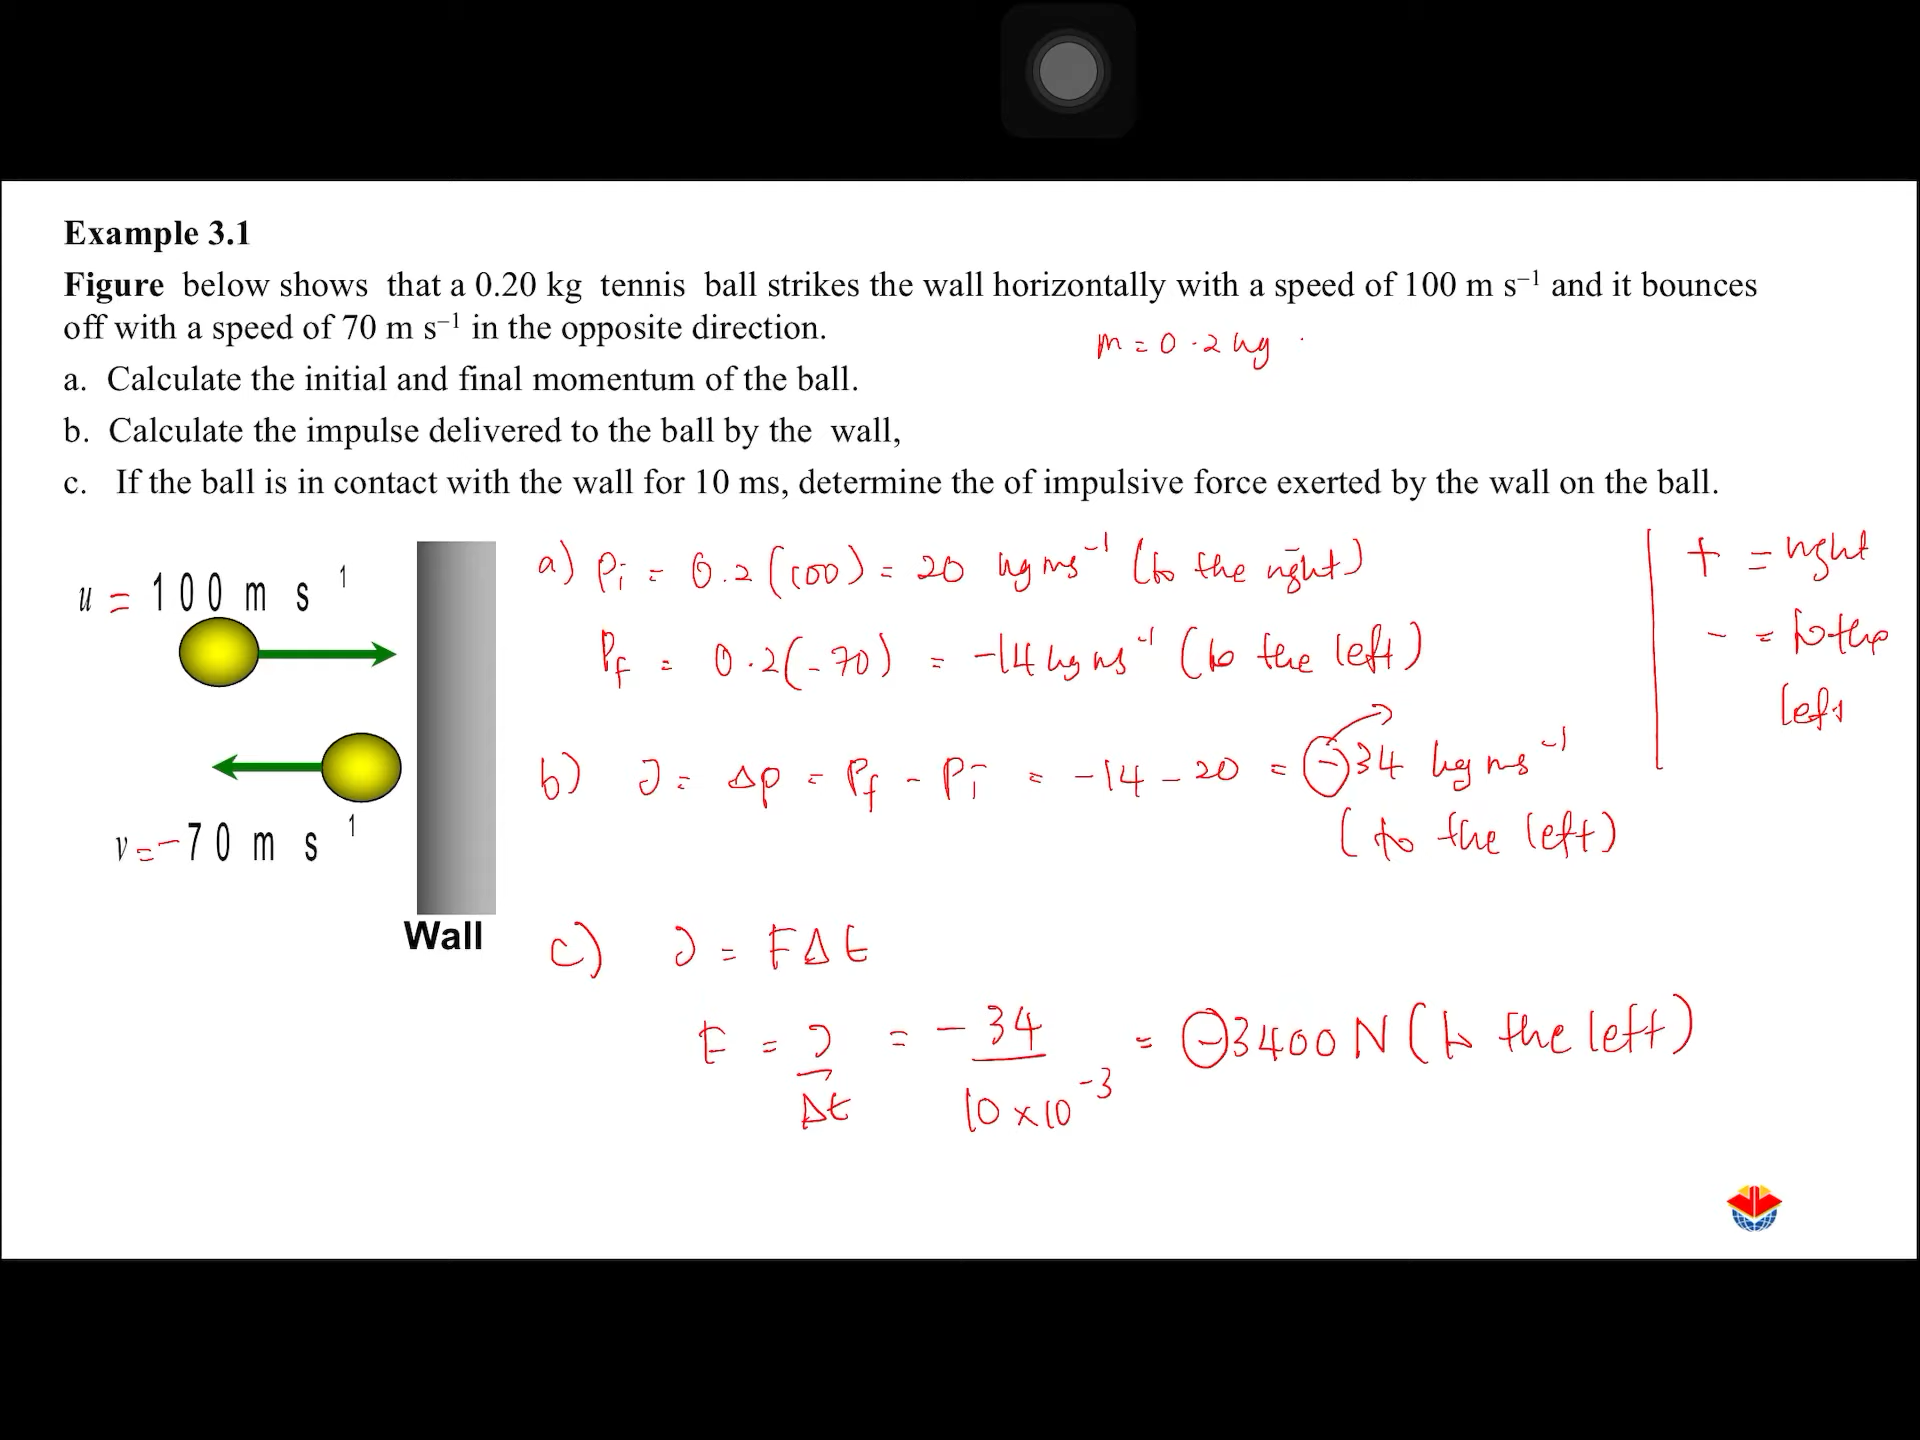 Example 3.1
Figure below shows that a 0.20 kg tennis ball strikes the wall horizontally with a speed of 100 m s⁻¹ and it bounces
off with a speed of 70 m s⁻¹ in the opposite direction.
m = 0.2 kg
a. Calculate the initial and final momentum of the ball.
b. Calculate the impulse delivered to the ball by the wall,
c. If the ball is in contact with the wall for 10 ms, determine the of impulsive force exerted by the wall on the ball.
u = 100 m s 1
v = -70 m s 1
Wall
a) Pi = 0.2 (100) = 20 kg ms⁻¹ (to the right)
Pf = 0.2 (-70) = -14 kg ms⁻¹ (to the left)
+ = right
- = to the
left
b) J = Δp = Pf - Pi = -14 - 20 = -34 kg ms⁻¹
(to the left)
c) J = FΔt
F = J/Δt = -34/10 x 10⁻³ = -3400 N (to the left)